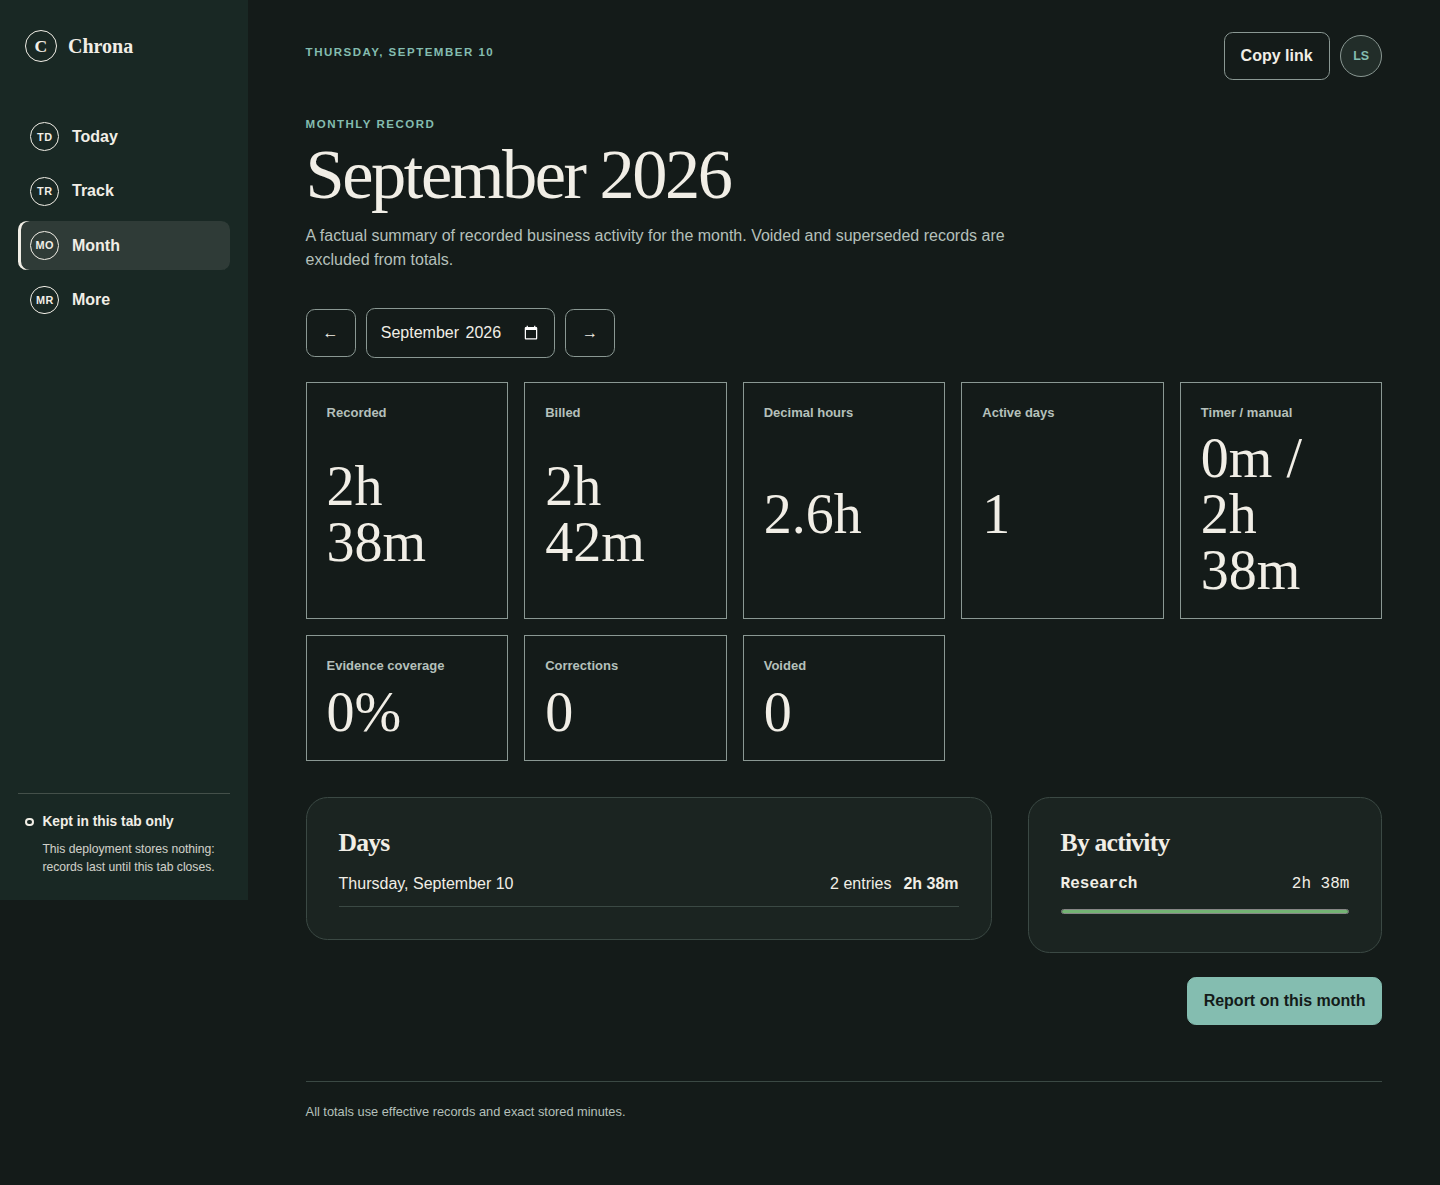 C Chrona
TD Today
TR Track
MO Month
MR More
Kept in this tab only
This deployment stores nothing:
records last until this tab closes.
THURSDAY, SEPTEMBER 10
Copy link
LS
MONTHLY RECORD
September 2026
A factual summary of recorded business activity for the month. Voided and superseded records are
excluded from totals.
←
September 2026
→
Recorded
2h
38m
Billed
2h
42m
Decimal hours
2.6h
Active days
1
Timer / manual
0m /
2h
38m
Evidence coverage
0%
Corrections
0
Voided
0
Days
Thursday, September 10 2 entries 2h 38m
By activity
Research 2h 38m
Report on this month
All totals use effective records and exact stored minutes.